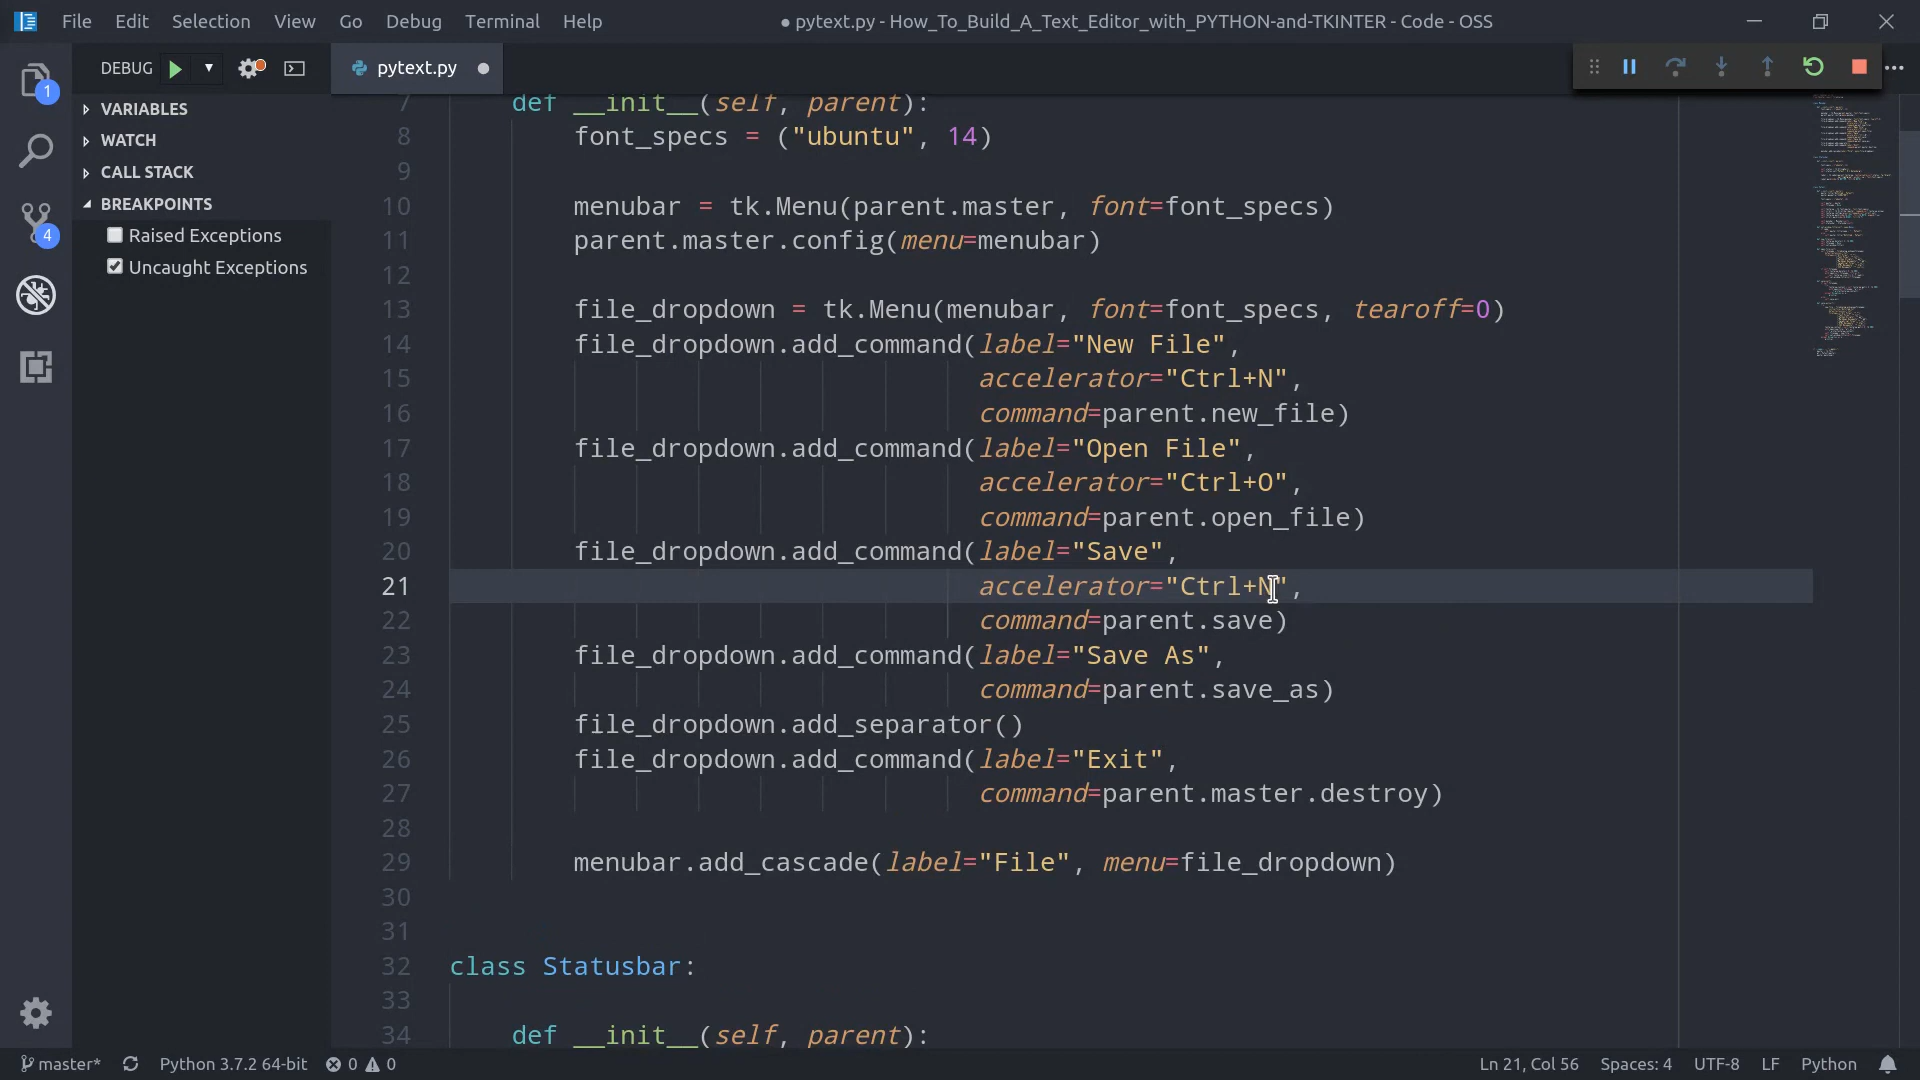 File Edit Selection View Go Debug Terminal Help
● pytext.py - How_To_Build_A_Text_Editor_with_PYTHON-and-TKINTER - Code - OSS
DEBUG
pytext.py
VARIABLES
WATCH
CALL STACK
BREAKPOINTS
Raised Exceptions
Uncaught Exceptions
1
4
7 def __init__(self, parent):
8 font_specs = ("ubuntu", 14)
9
10 menubar = tk.Menu(parent.master, font=font_specs)
11 parent.master.config(menu=menubar)
12
13 file_dropdown = tk.Menu(menubar, font=font_specs, tearoff=0)
14 file_dropdown.add_command(label="New File",
15 accelerator="Ctrl+N",
16 command=parent.new_file)
17 file_dropdown.add_command(label="Open File",
18 accelerator="Ctrl+O",
19 command=parent.open_file)
20 file_dropdown.add_command(label="Save",
21 accelerator="Ctrl+N",
22 command=parent.save)
23 file_dropdown.add_command(label="Save As",
24 command=parent.save_as)
25 file_dropdown.add_separator()
26 file_dropdown.add_command(label="Exit",
27 command=parent.master.destroy)
28
29 menubar.add_cascade(label="File", menu=file_dropdown)
30
31
32 class Statusbar:
33
34 def __init__(self, parent):
master* Python 3.7.2 64-bit 0 0 Ln 21, Col 56 Spaces: 4 UTF-8 LF Python